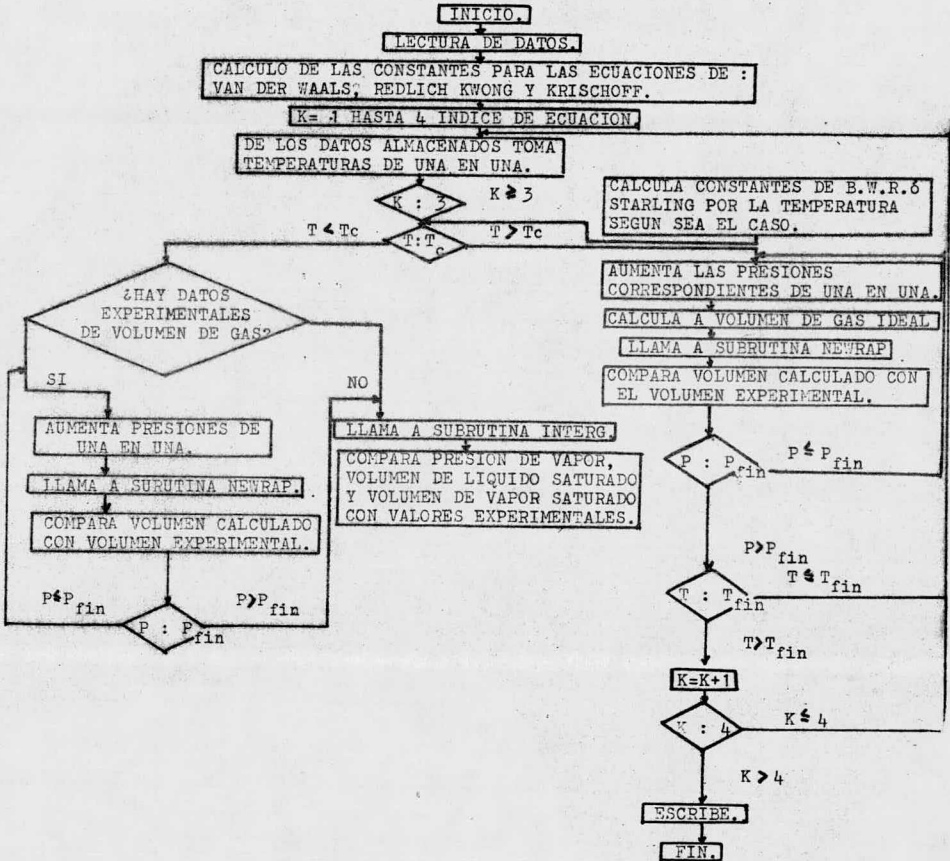 INICIO.
LECTURA DE DATOS.
CALCULO DE LAS CONSTANTES PARA LAS ECUACIONES DE :
VAN DER WAALS, REDLICH KWONG Y KRISCHOFF.
K= 1 HASTA 4 INDICE DE ECUACION.
DE LOS DATOS ALMACENADOS TOMA
TEMPERATURAS DE UNA EN UNA.
K : 3
K ≥ 3
CALCULA CONSTANTES DE B.W.R.ó
STARLING POR LA TEMPERATURA
SEGUN SEA EL CASO.
T < Tc
T:Tc
T > Tc
¿HAY DATOS
EXPERIMENTALES
DE VOLUMEN DE GAS?
SI
NO
AUMENTA PRESIONES DE
UNA EN UNA.
LLAMA A SURUTINA NEWRAP.
COMPARA VOLUMEN CALCULADO
CON VOLUMEN EXPERIMENTAL.
P≤Pfin
P : Pfin
P>Pfin
LLAMA A SUBRUTINA INTERG.
COMPARA PRESION DE VAPOR,
VOLUMEN DE LIQUIDO SATURADO
Y VOLUMEN DE VAPOR SATURADO
CON VALORES EXPERIMENTALES.
AUMENTA LAS PRESIONES
CORRESPONDIENTES DE UNA EN UNA.
CALCULA A VOLUMEN DE GAS IDEAL
LLAMA A SUBRUTINA NEWRAP
COMPARA VOLUMEN CALCULADO CON
EL VOLUMEN EXPERIMENTAL.
P : Pfin
P ≤ Pfin
P>Pfin
T ≤ Tfin
T : Tfin
T>Tfin
K=K+1
K : 4
K ≤ 4
K > 4
ESCRIBE.
FIN.